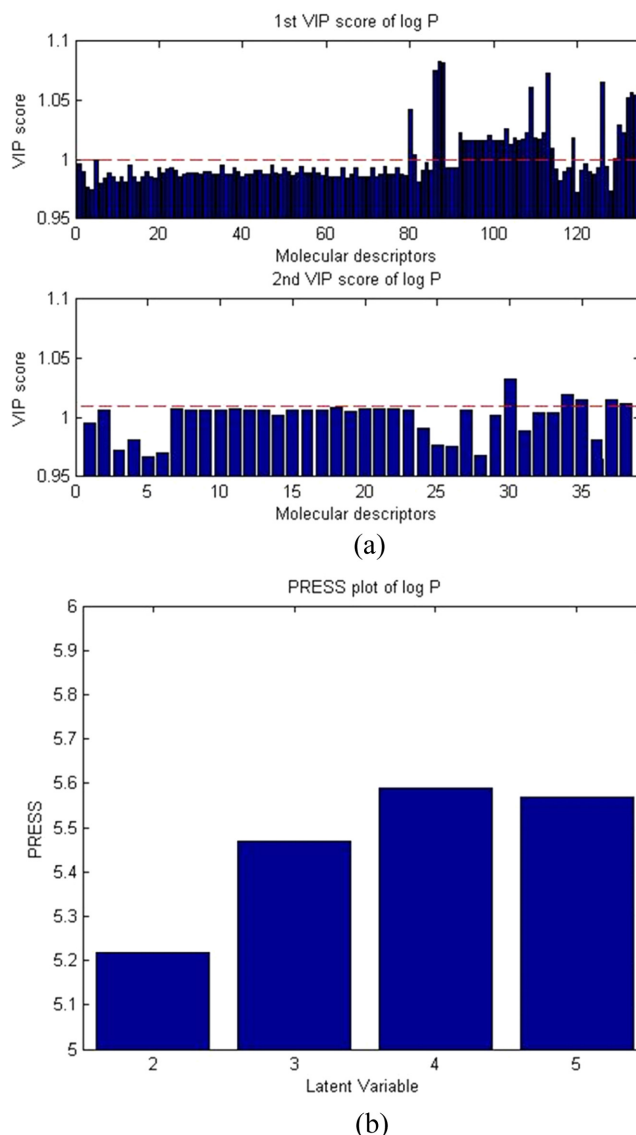 1st VIP score of log P
1.1
1.05
1
0.95
VIP score
0 20 40 60 80 100 120
Molecular descriptors
2nd VIP score of log P
1.1
1.05
1
0.95
VIP score
0 5 10 15 20 25 30 35
Molecular descriptors
(a)
PRESS plot of log P
6
5.9
5.8
5.7
5.6
5.5
5.4
5.3
5.2
5.1
5
PRESS
2 3 4 5
Latent Variable
(b)